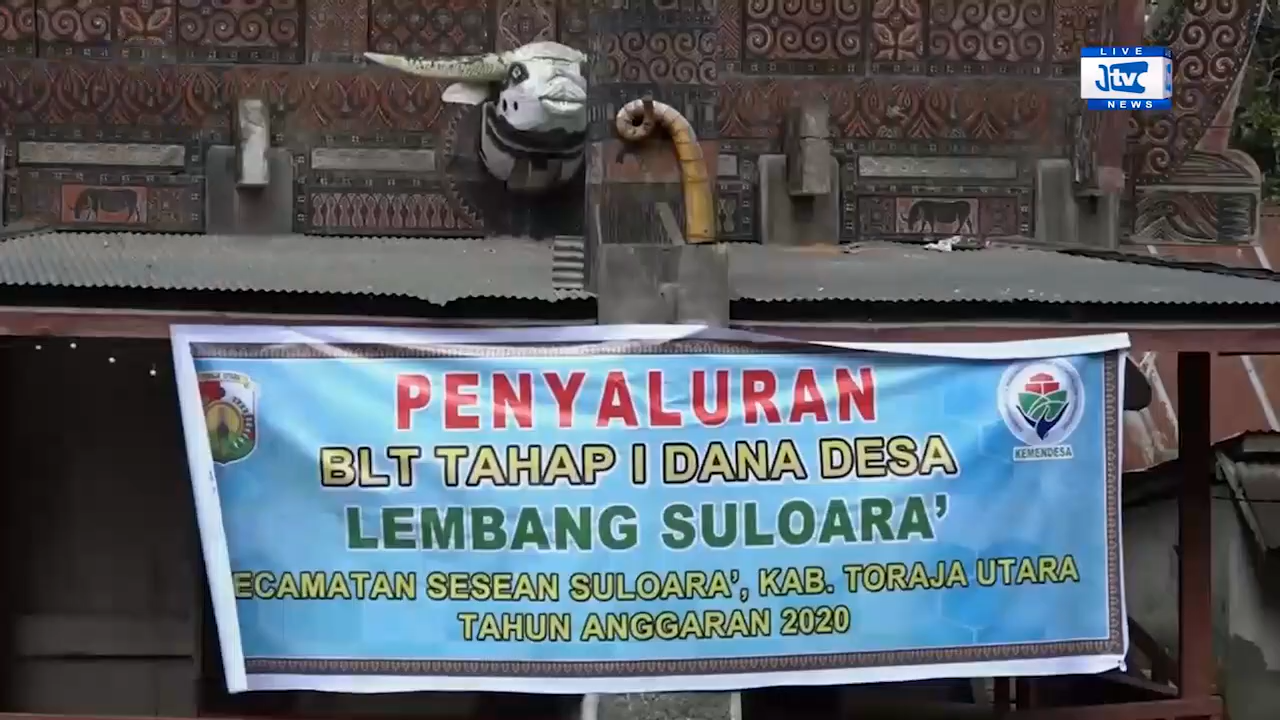 LIVE
Jtv
NEWS
PENYALURAN
BLT TAHAP I DANA DESA
KEMENDESA
LEMBANG SULOARA’
ECAMATAN SESEAN SULOARA’, KAB. TORAJA UTARA
TAHUN ANGGARAN 2020